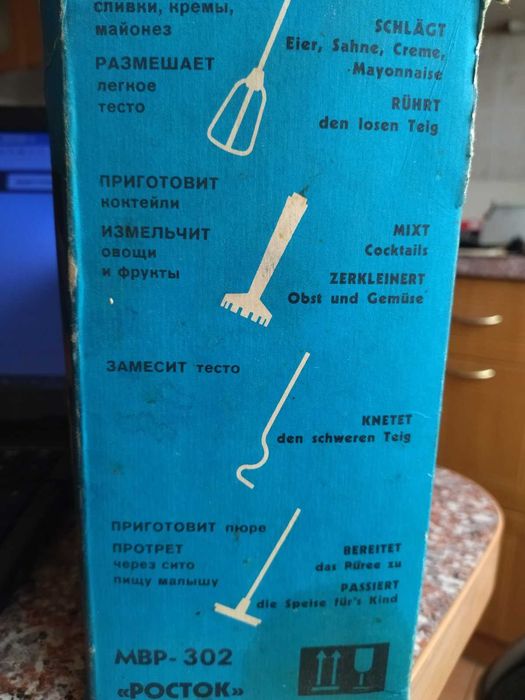 сливки, кремы,
майонез
РАЗМЕШАЕТ
легкое
тесто
SCHLÄGT
Eier, Sahne, Creme,
Mayonnaise
RÜHRT
den losen Teig
ПРИГОТОВИТ
коктейли
ИЗМЕЛЬЧИТ
овощи
и фрукты
MIXT
Cocktails
ZERKLEINERT
Obst und Gemüse
ЗАМЕСИТ тесто
KNETET
den schweren Teig
ПРИГОТОВИТ пюре
ПРОТРЕТ
через сито
пищу малышу
BEREITET
das Püree zu
PASSIERT
die Speise für's Kind
МВР-302
«РОСТОК»